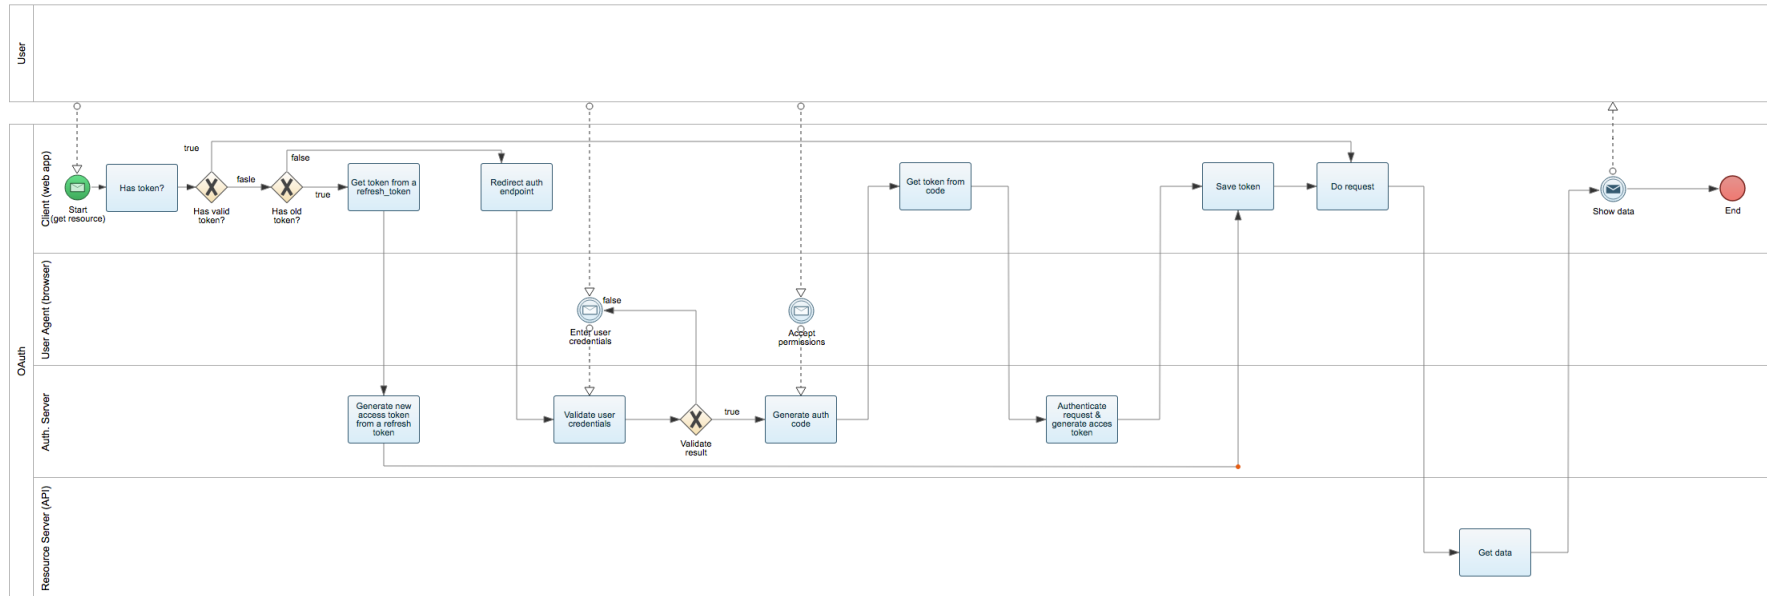 User
OAuth
Client (web app)
User Agent (browser)
Auth. Server
Resource Server (API)
Start
(get resource)
Has token?
true
Has valid
token?
fasle
false
Has old
token?
true
Get token from a
refresh_token
Redirect auth
endpoint
Get token from
code
Save token
Do request
Show data
End
false
Enter user
credentials
Accept
permissions
Generate new
access token
from a refresh
token
Validate user
credentials
true
Validate
result
Generate auth
code
Authenticate
request &
generate acces
token
Get data